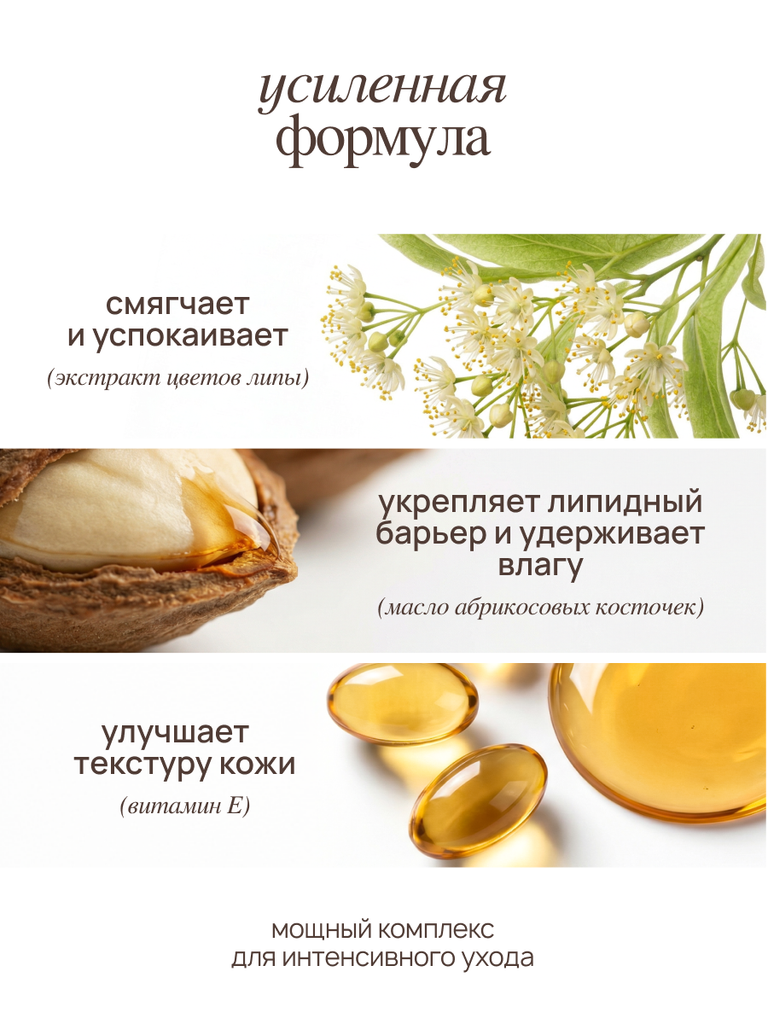 усиленная
формула
смягчает
и успокаивает
(экстракт цветов липы)
укрепляет липидный
барьер и удерживает
влагу
(масло абрикосовых косточек)
улучшает
текстуру кожи
(витамин Е)
мощный комплекс
для интенсивного ухода